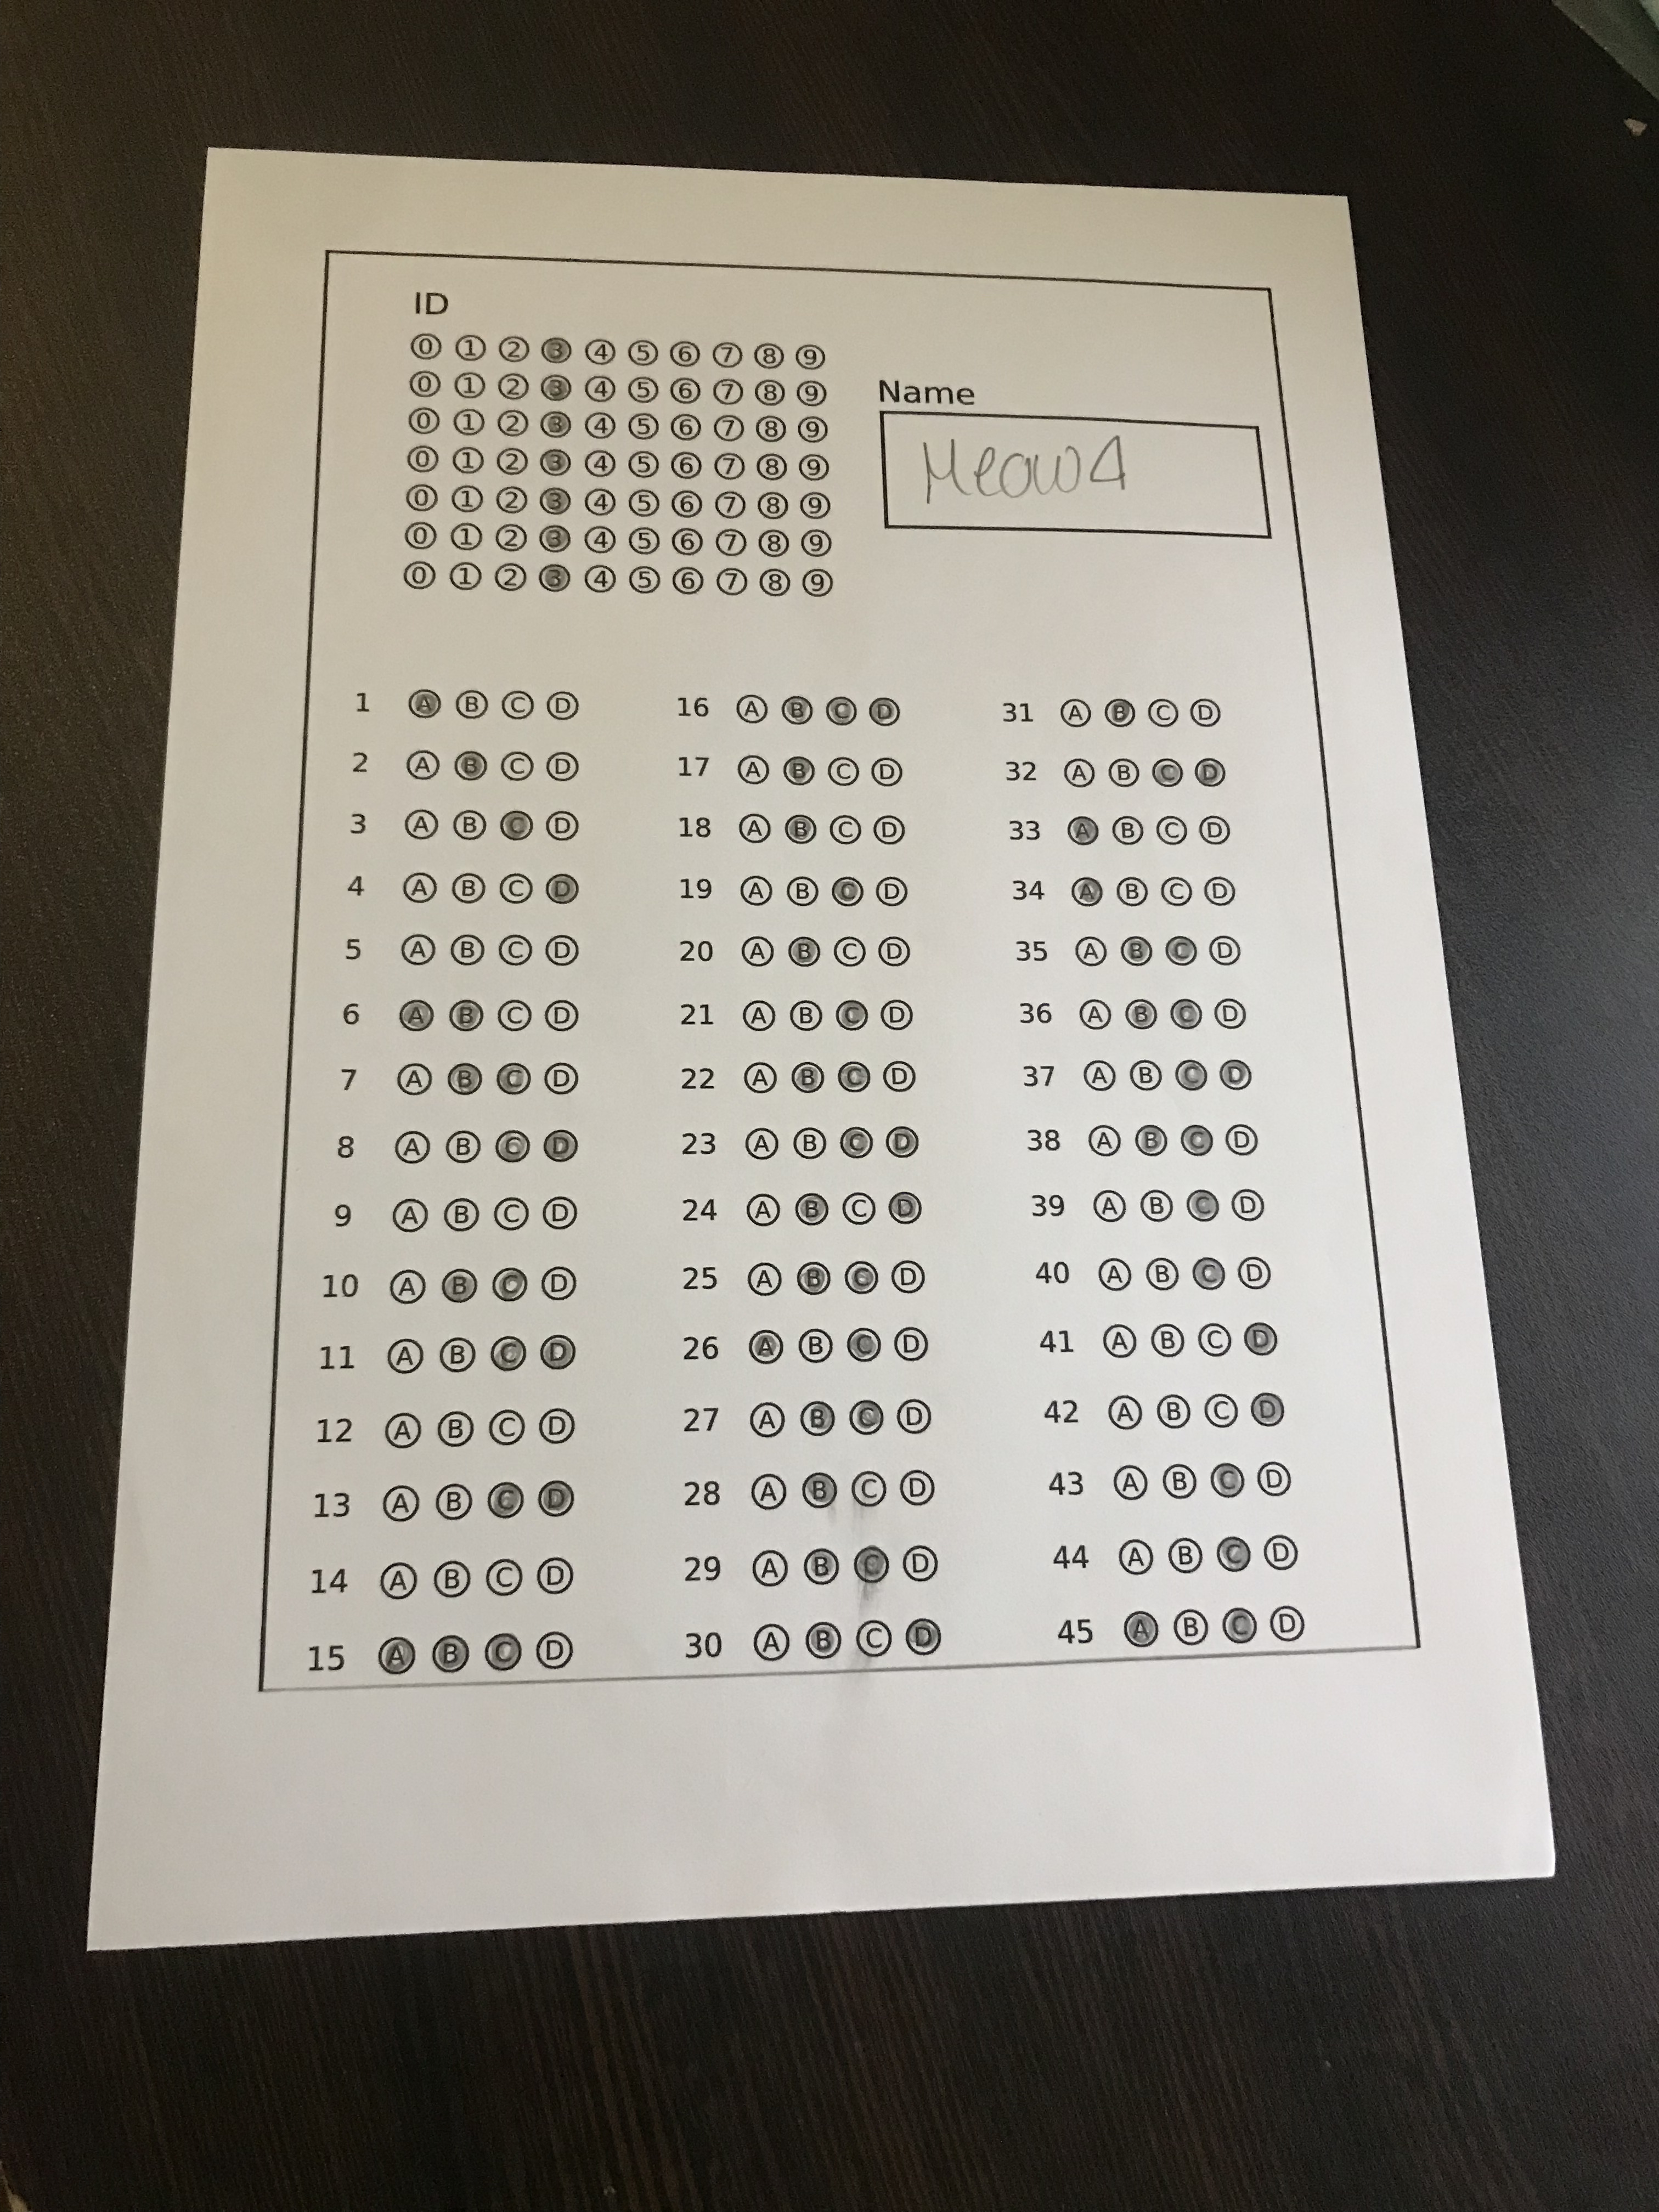 ID
0 1 2 3 4 5 6 7 8 9
0 1 2 3 4 5 6 7 8 9
0 1 2 3 4 5 6 7 8 9
0 1 2 3 4 5 6 7 8 9
0 1 2 3 4 5 6 7 8 9
0 1 2 3 4 5 6 7 8 9
0 1 2 3 4 5 6 7 8 9
Name
Meow4
1 A B C D
2 A B C D
3 A B C D
4 A B C D
5 A B C D
6 A B C D
7 A B C D
8 A B C D
9 A B C D
10 A B C D
11 A B C D
12 A B C D
13 A B C D
14 A B C D
15 A B C D
16 A B C D
17 A B C D
18 A B C D
19 A B C D
20 A B C D
21 A B C D
22 A B C D
23 A B C D
24 A B C D
25 A B C D
26 A B C D
27 A B C D
28 A B C D
29 A B C D
30 A B C D
31 A B C D
32 A B C D
33 A B C D
34 A B C D
35 A B C D
36 A B C D
37 A B C D
38 A B C D
39 A B C D
40 A B C D
41 A B C D
42 A B C D
43 A B C D
44 A B C D
45 A B C D